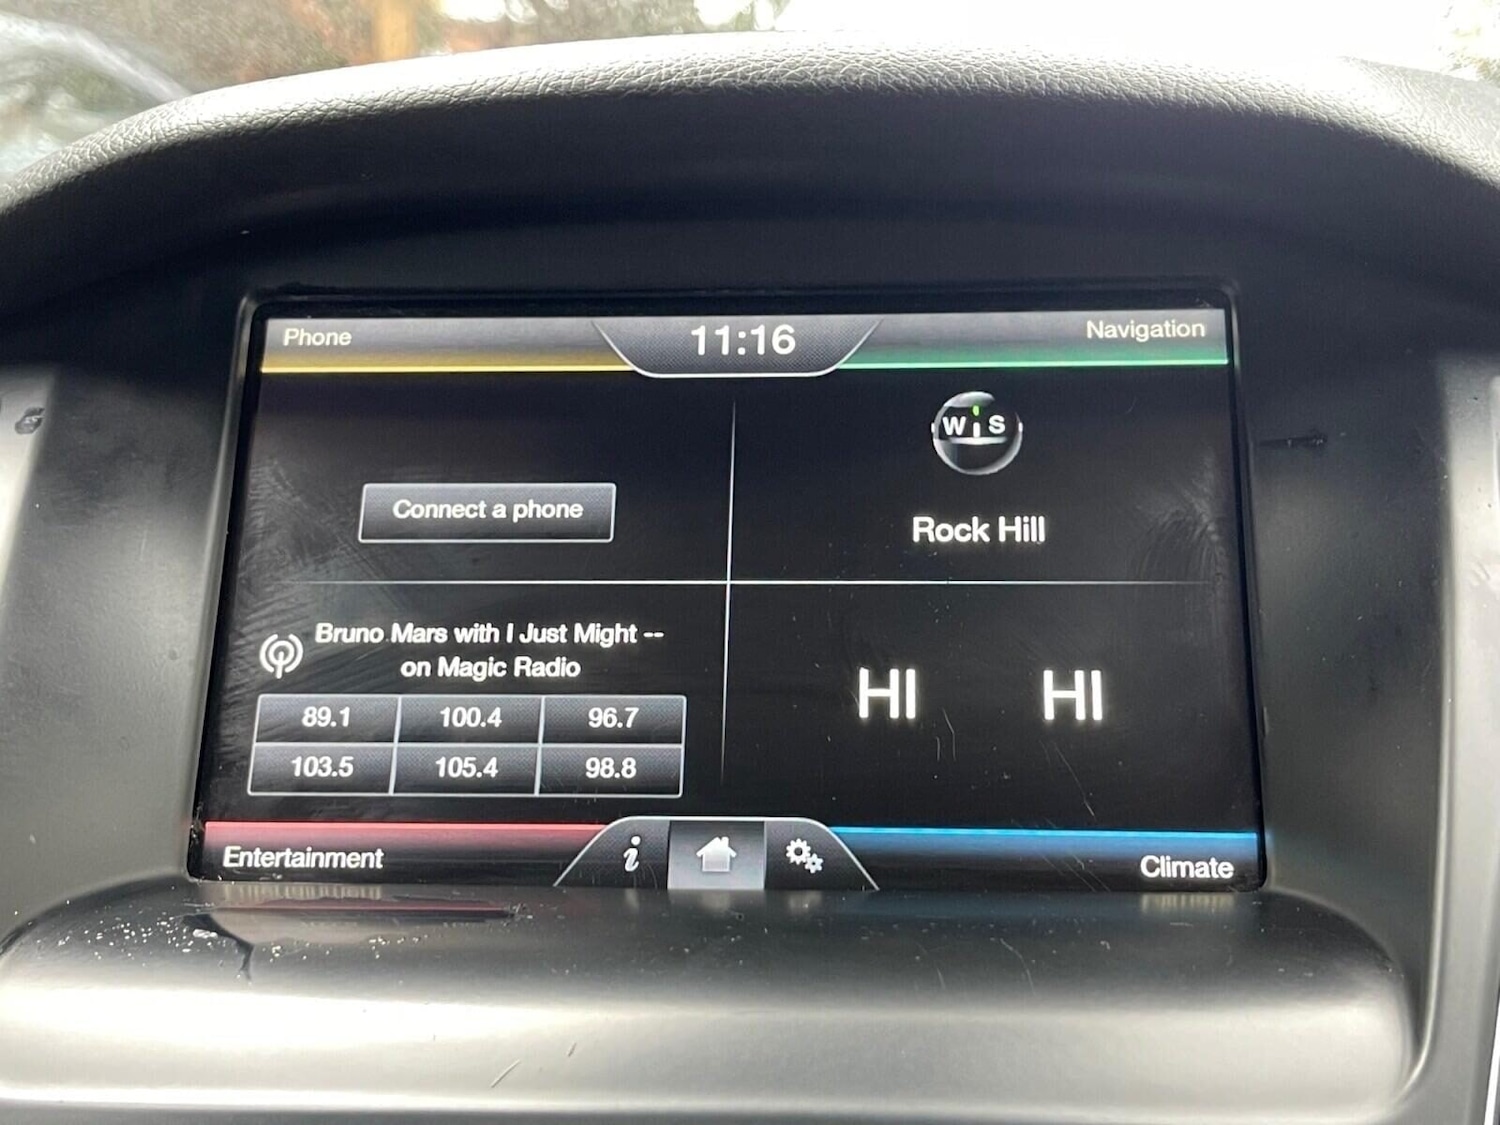 Phone
11:16
Navigation
W S
Connect a phone
Rock Hill
Bruno Mars with I Just Might --
on Magic Radio
89.1 100.4 96.7
103.5 105.4 98.8
HI HI
Entertainment
i
Climate